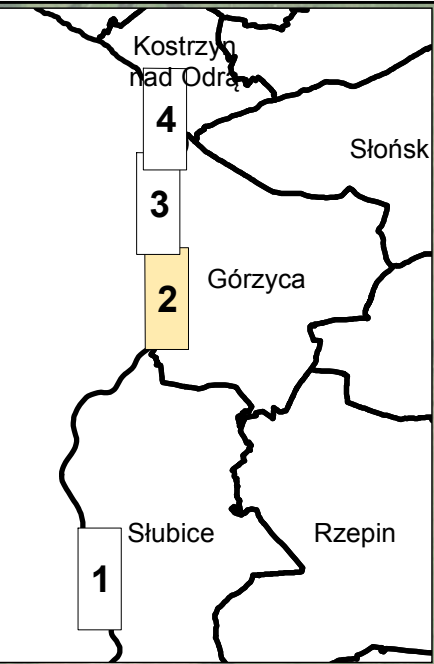 Kostrzyn
nad Odrą
4
Słońsk
3
Górzyca
2
Słubice
Rzepin
1